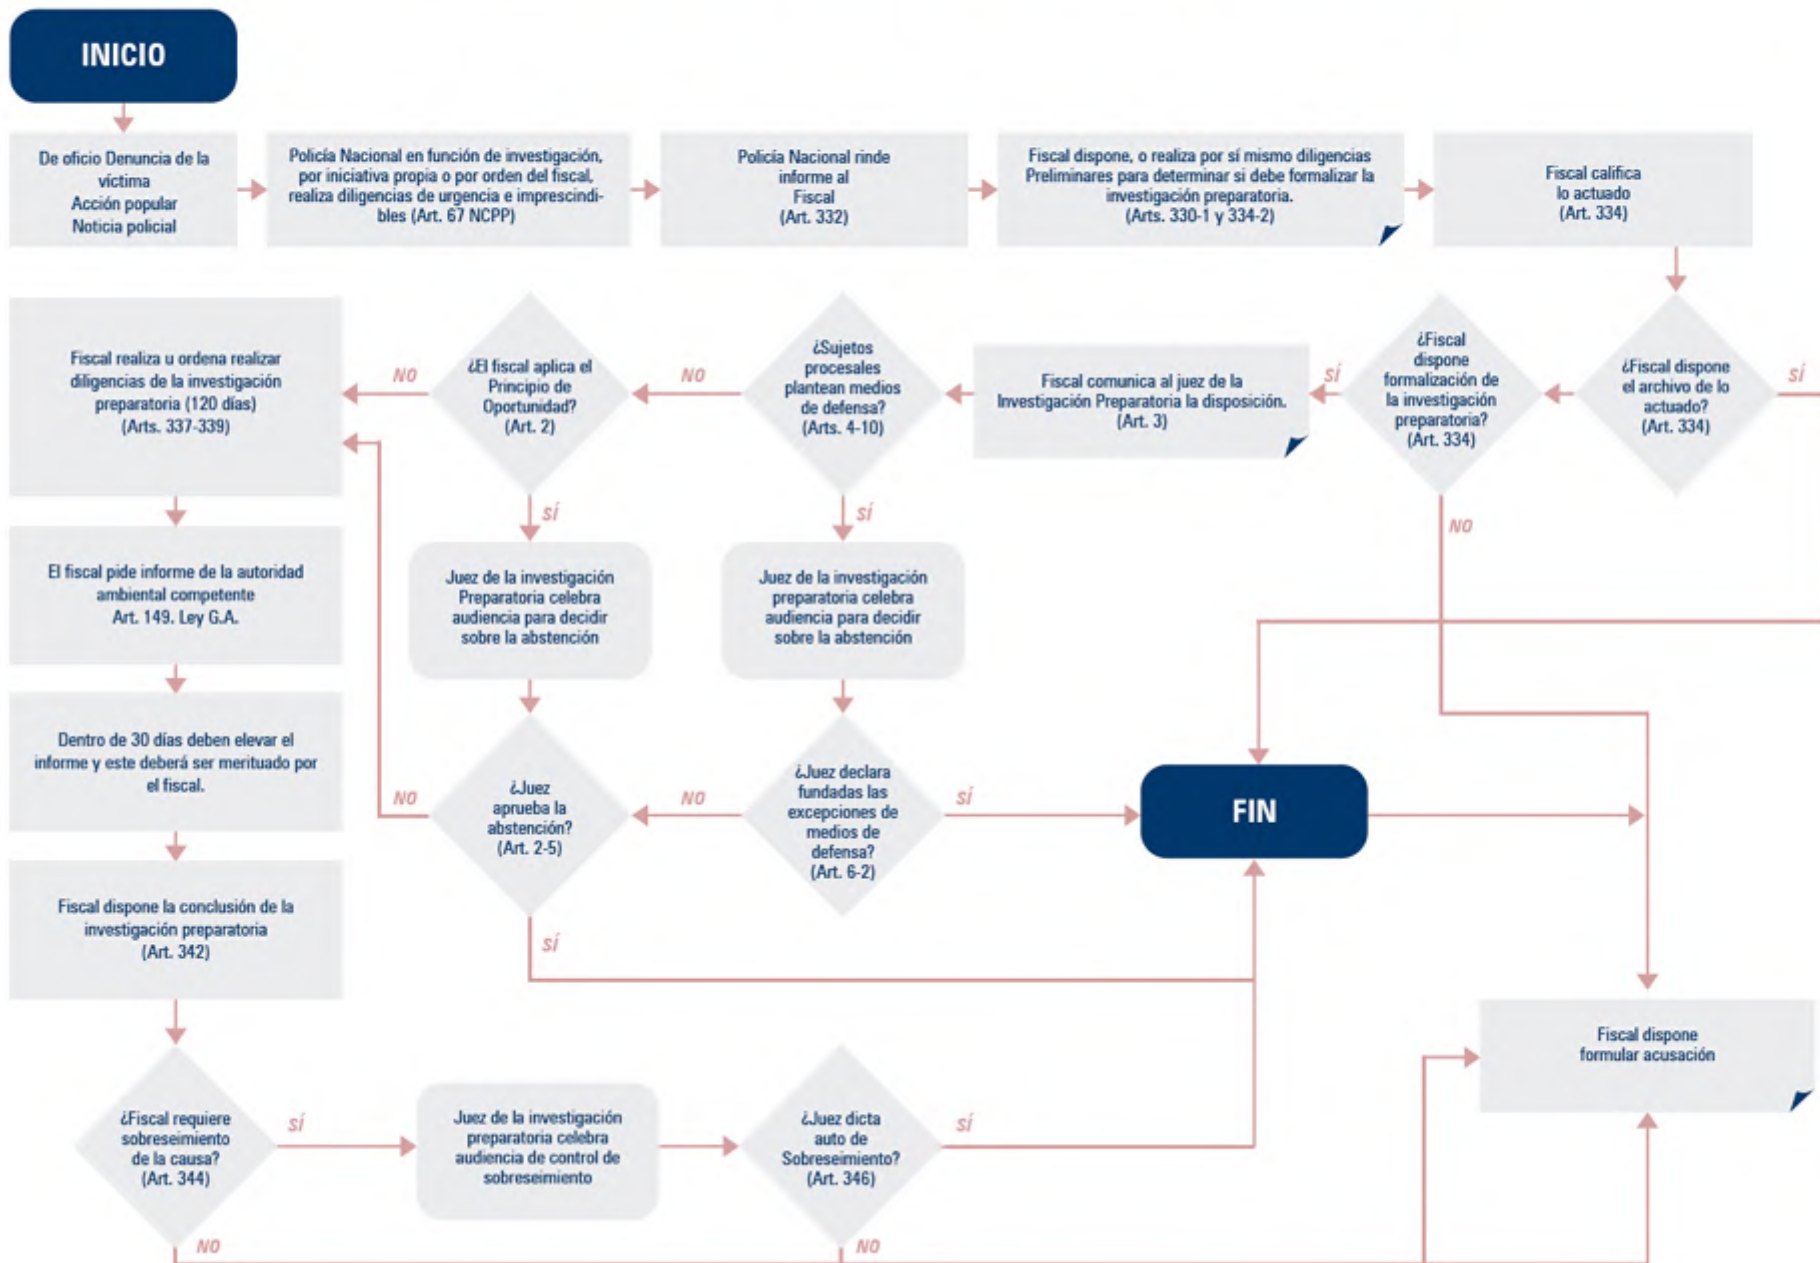 INICIO
De oficio Denuncia de la
víctima
Acción popular
Noticia policial
Policía Nacional en función de investigación,
por iniciativa propia o por orden del fiscal,
realiza diligencias de urgencia e imprescindi-
bles (Art. 67 NCPP)
Policía Nacional rinde
informe al
Fiscal
(Art. 332)
Fiscal dispone, o realiza por sí mismo diligencias
Preliminares para determinar si debe formalizar la
investigación preparatoria.
(Arts. 330-1 y 334-2)
Fiscal califica
lo actuado
(Art. 334)
¿Fiscal dispone
el archivo de lo
actuado?
(Art. 334)
SÍ
¿Fiscal
dispone
formalización de
la investigación
preparatoria?
(Art. 334)
SÍ
NO
Fiscal comunica al juez de la
Investigación Preparatoria la disposición.
(Art. 3)
¿Sujetos
procesales
plantean medios
de defensa?
(Arts. 4-10)
NO
SÍ
¿El fiscal aplica el
Principio de
Oportunidad?
(Art. 2)
NO
SÍ
Fiscal realiza u ordena realizar
diligencias de la investigación
preparatoria (120 días)
(Arts. 337-339)
El fiscal pide informe de la autoridad
ambiental competente
Art. 149. Ley G.A.
Juez de la investigación
Preparatoria celebra
audiencia para decidir
sobre la abstención
Juez de la investigación
preparatoria celebra
audiencia para decidir
sobre la abstención
Dentro de 30 días deben elevar el
informe y este deberá ser merituado por
el fiscal.
NO
¿Juez
aprueba la
abstención?
(Art. 2-5)
SÍ
NO
¿Juez declara
fundadas las
excepciones de
medios de
defensa?
(Art. 6-2)
SÍ
FIN
Fiscal dispone la conclusión de la
investigación preparatoria
(Art. 342)
Fiscal dispone
formular acusación
¿Fiscal requiere
sobreseimiento
de la causa?
(Art. 344)
SÍ
NO
Juez de la investigación
preparatoria celebra
audiencia de control de
sobreseimiento
¿Juez dicta
auto de
Sobreseimiento?
(Art. 346)
SÍ
NO